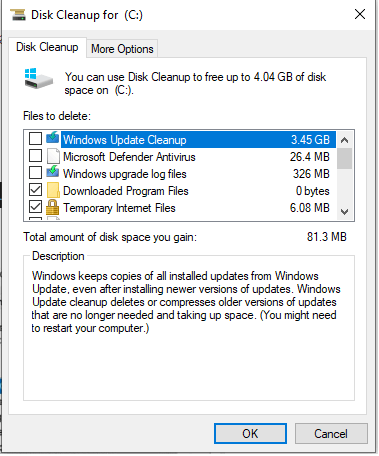 Disk Cleanup for (C:)
Disk Cleanup
More Options
You can use Disk Cleanup to free up to 4.04 GB of disk
space on (C:).
Files to delete:
Windows Update Cleanup 3.45 GB
Microsoft Defender Antivirus 26.4 MB
Windows upgrade log files 326 MB
Downloaded Program Files 0 bytes
Temporary Internet Files 6.08 MB
Total amount of disk space you gain: 81.3 MB
Description
Windows keeps copies of all installed updates from Windows
Update, even after installing newer versions of updates. Windows
Update cleanup deletes or compresses older versions of updates
that are no longer needed and taking up space. (You might need
to restart your computer.)
OK
Cancel